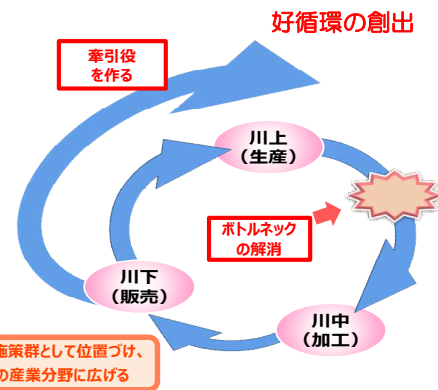 好循環の創出
牽引役
を作る
川上
（生産）
ボトルネック
の解消
川下
（販売）
川中
（加工）
施策群として位置づけ、
の産業分野に広げる